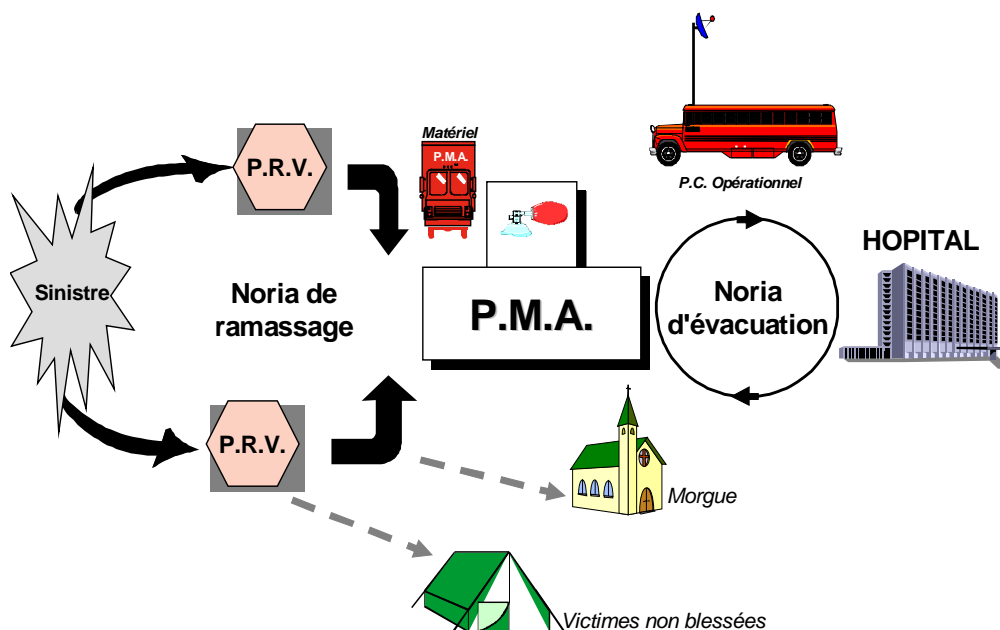 Matériel
P.M.A.
P.R.V.
P.C. Opérationnel
HOPITAL
Sinistre
Noria de
ramassage
P.M.A.
Noria
d'évacuation
P.R.V.
Morgue
Victimes non blessées